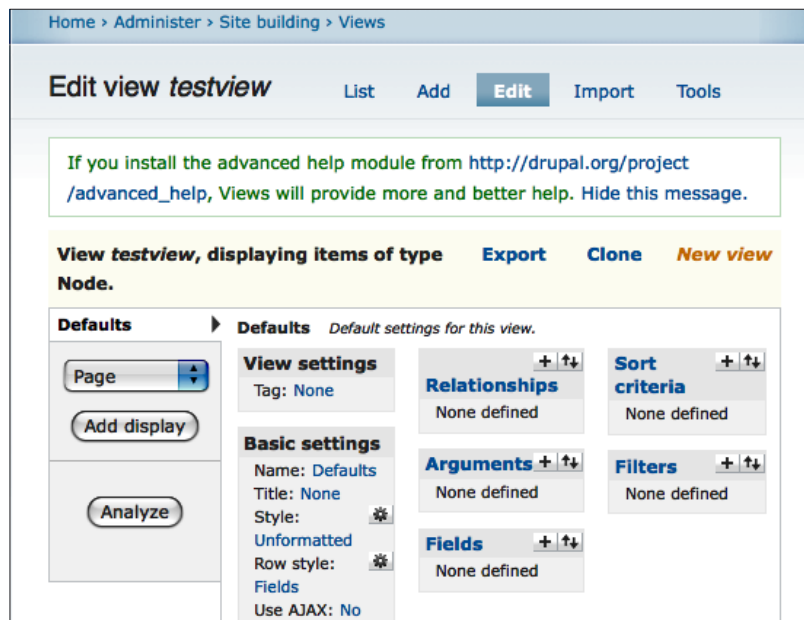 Home › Administer › Site building › Views
Edit view testview
List Add Edit Import Tools
If you install the advanced help module from http://drupal.org/project
/advanced_help, Views will provide more and better help. Hide this message.
View testview, displaying items of type
Node.
Export Clone New view
Defaults
Page
Add display
Analyze
Defaults Default settings for this view.
View settings
Tag: None
Basic settings
Name: Defaults
Title: None
Style:
Unformatted
Row style:
Fields
Use AJAX: No
Relationships
None defined
Arguments
None defined
Fields
None defined
Sort
criteria
None defined
Filters
None defined